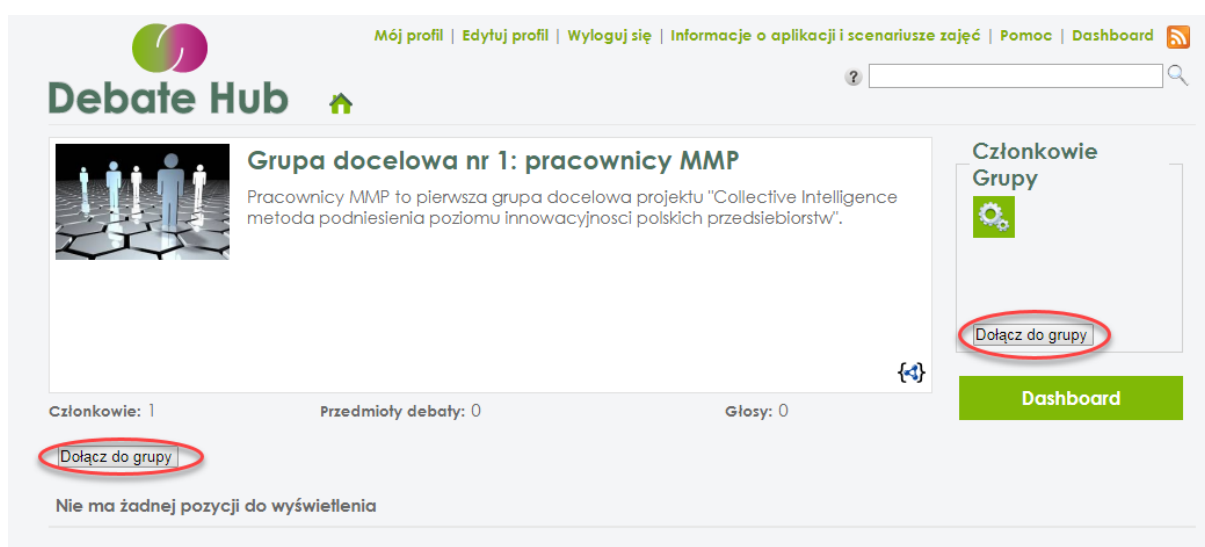 Mój profil | Edytuj profil | Wyloguj się | Informacje o aplikacji i scenariusze zajęć | Pomoc | Dashboard
?
Debate Hub
Grupa docelowa nr 1: pracownicy MMP
Pracownicy MMP to pierwsza grupa docelowa projektu "Collective Intelligence
metoda podniesienia poziomu innowacyjnosci polskich przedsiebiorstw".
Członkowie
Grupy
Dołącz do grupy
Dashboard
Członkowie: 1 Przedmioty debaty: 0 Głosy: 0
Dołącz do grupy
Nie ma żadnej pozycji do wyświetlenia